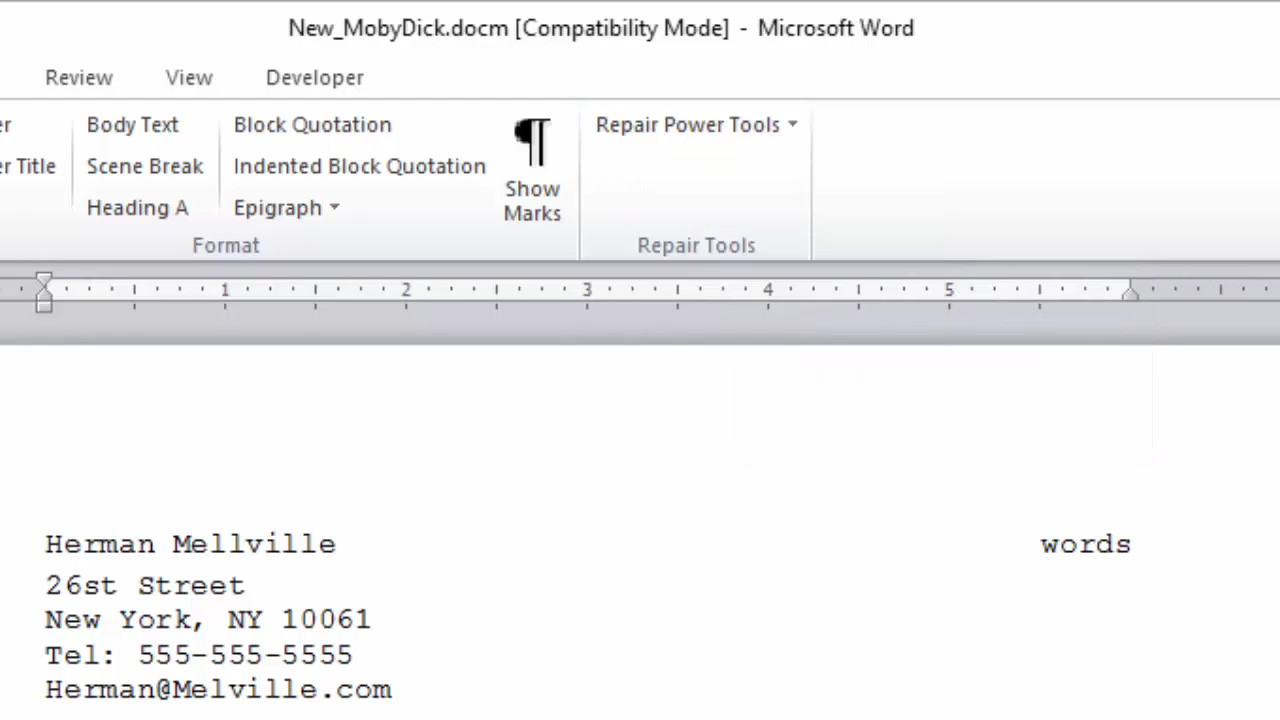 New_MobyDick.docm [Compatibility Mode] - Microsoft Word
Review View Developer
er Body Text Block Quotation Repair Power Tools
er Title Scene Break Indented Block Quotation
Heading A Epigraph
Show
Marks
Format Repair Tools
1 2 3 4 5
Herman Mellville words
26st Street
New York, NY 10061
Tel: 555-555-5555
Herman@Melville.com